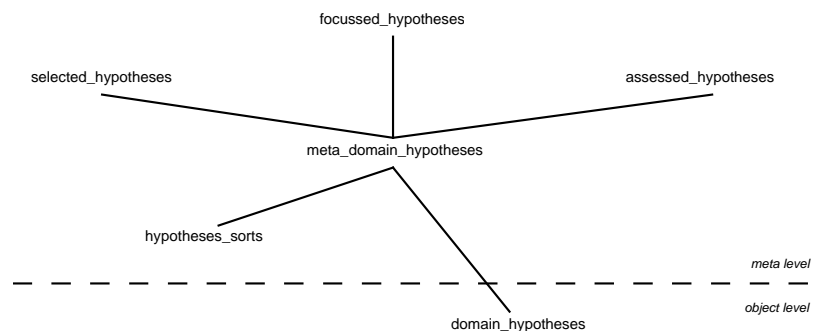 focussed_hypotheses
selected_hypotheses
assessed_hypotheses
meta_domain_hypotheses
hypotheses_sorts
meta level
object level
domain_hypotheses